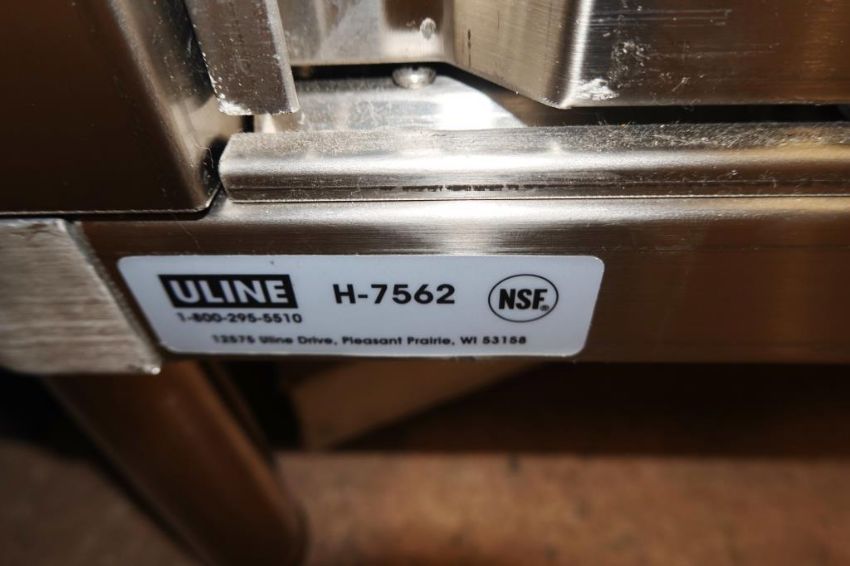 ULINE H-7562 NSF®
1-800-295-5510
12575 Uline Drive, Pleasant Prairie, WI 53158